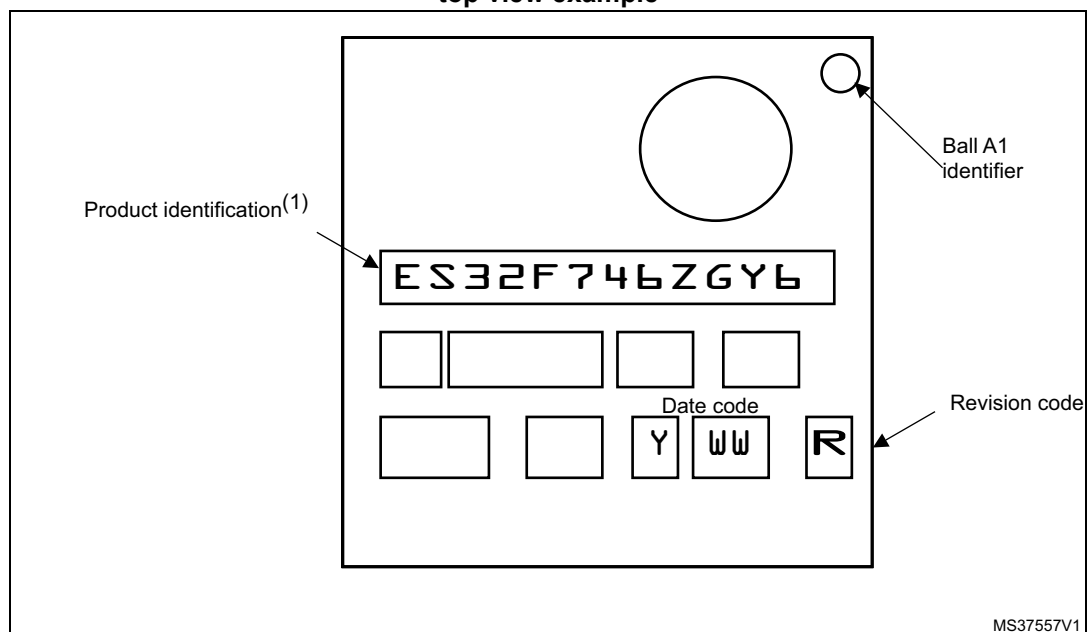 top view example
Ball A1
identifier
Product identification(1)
ES32F746ZGY6
Date code
Revision code
Y WW R
MS37557V1